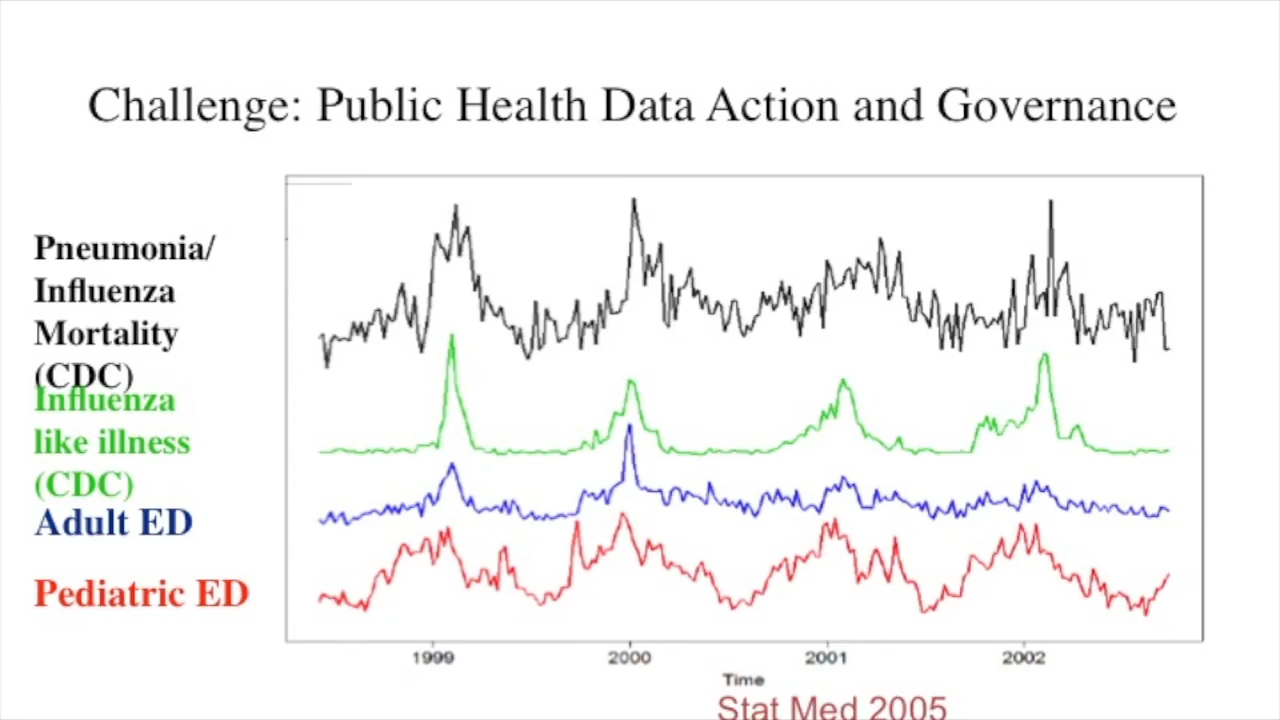 Challenge: Public Health Data Action and Governance
Pneumonia/
Influenza
Mortality
(CDC)
Influenza
like illness
(CDC)
Adult ED
Pediatric ED
1999 2000 2001 2002
Time
Stat Med 2005